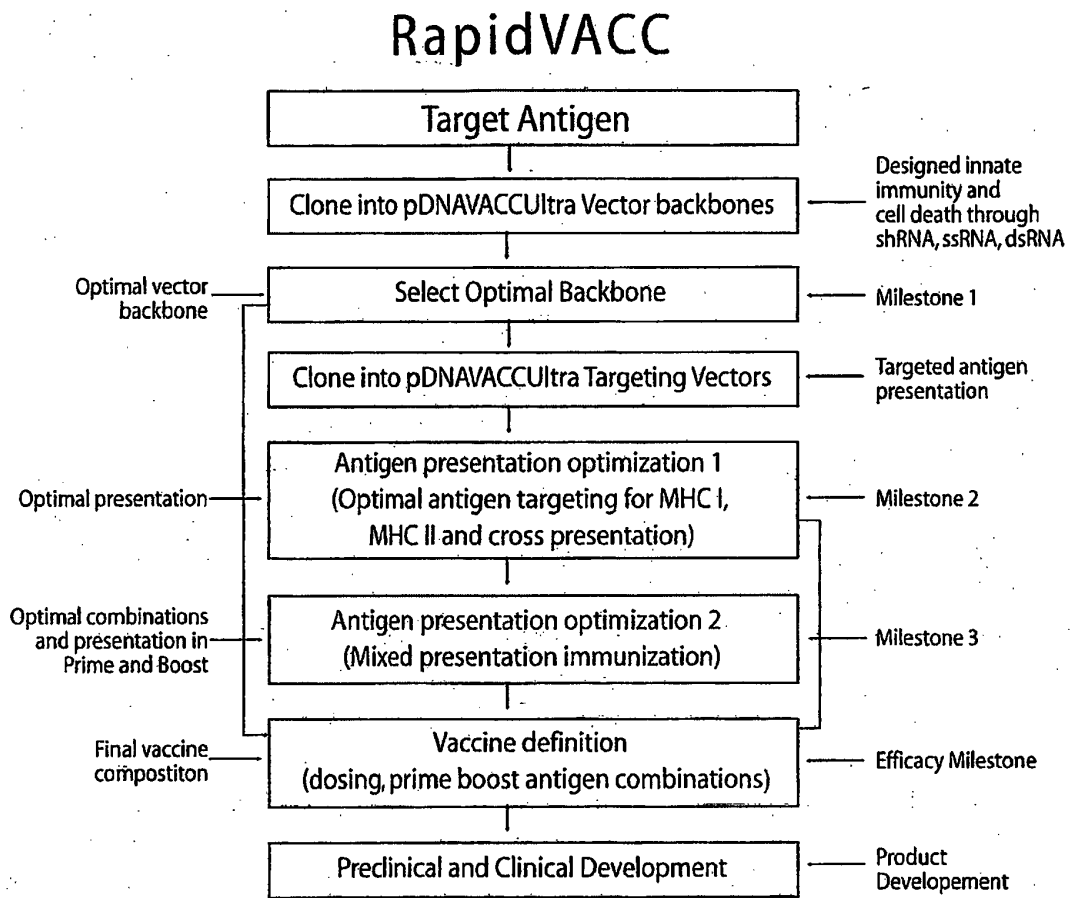 RapidVACC
Target Antigen
Clone into pDNAVACCUltra Vector backbones
Designed innate
immunity and
cell death through
shRNA, ssRNA, dsRNA
Optimal vector
backbone
Select Optimal Backbone
Milestone 1
Clone into pDNAVACCUltra Targeting Vectors
Targeted antigen
presentation
Optimal presentation
Antigen presentation optimization 1
(Optimal antigen targeting for MHC I,
MHC II and cross presentation)
Milestone 2
Optimal combinations
and presentation in
Prime and Boost
Antigen presentation optimization 2
(Mixed presentation immunization)
Milestone 3
Final vaccine
compostiton
Vaccine definition
(dosing, prime boost antigen combinations)
Efficacy Milestone
Preclinical and Clinical Development
Product
Developement